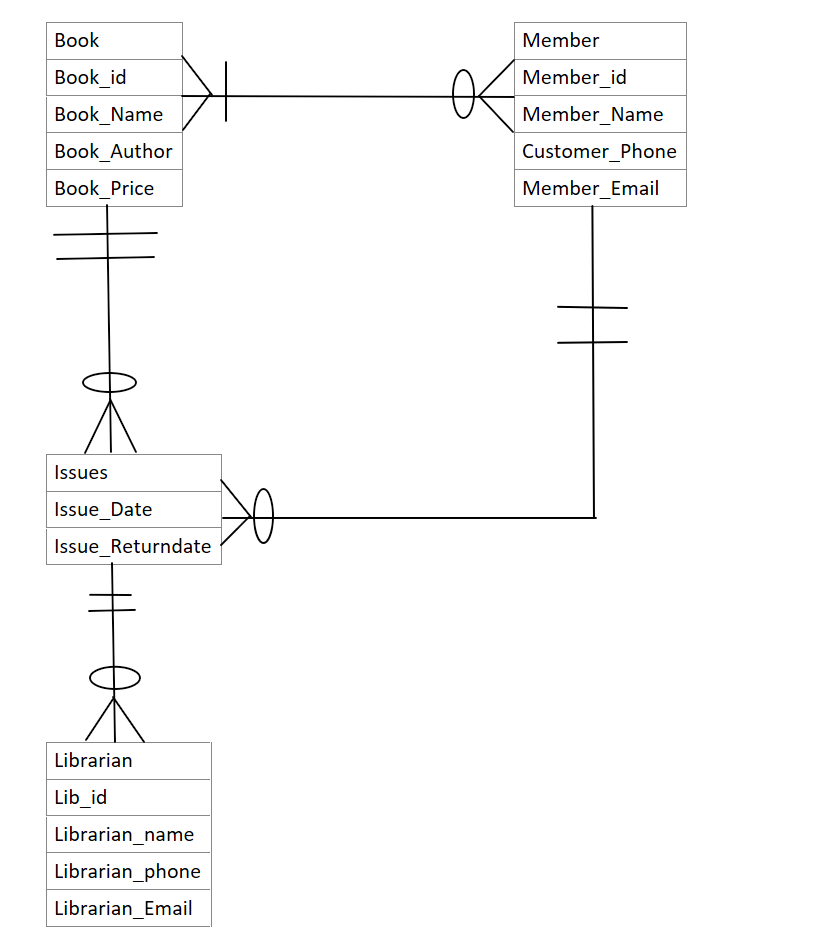 Book
Book_id
Book_Name
Book_Author
Book_Price
Member
Member_id
Member_Name
Customer_Phone
Member_Email
Issues
Issue_Date
Issue_Returndate
Librarian
Lib_id
Librarian_name
Librarian_phone
Librarian_Email